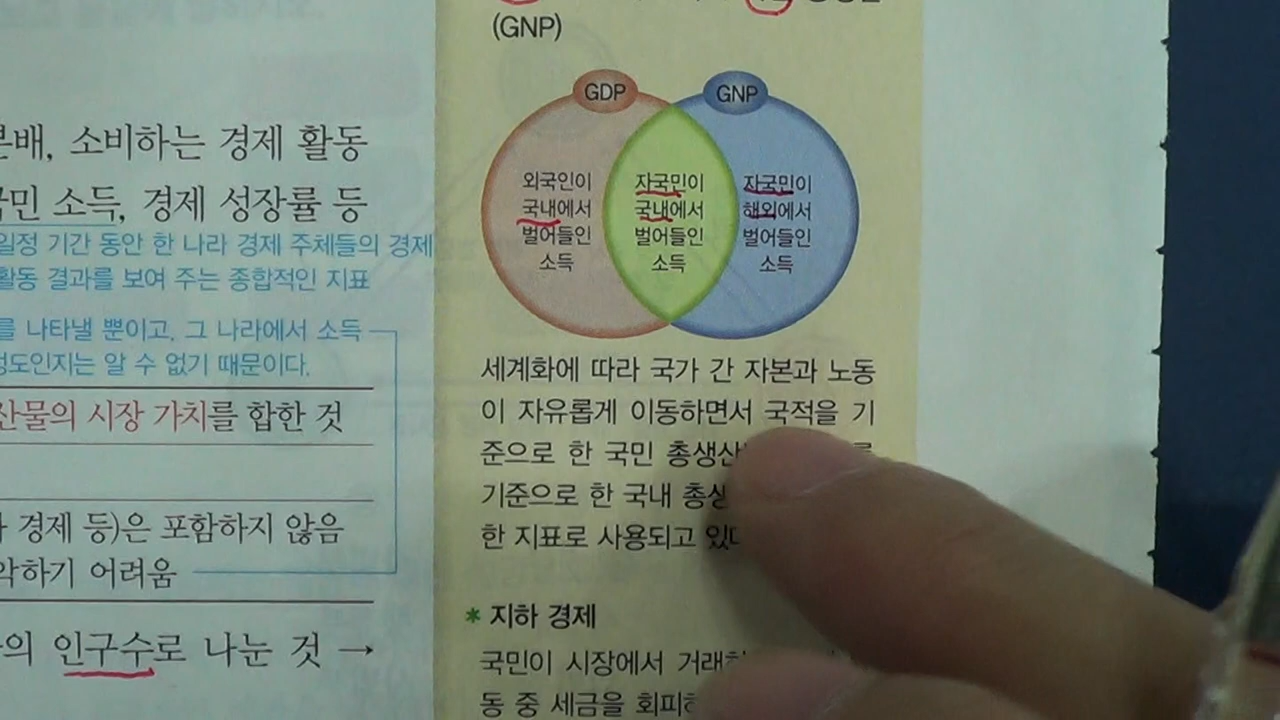 분배, 소비하는 경제 활동
국민 소득, 경제 성장률 등
일정 기간 동안 한 나라 경제 주체들의 경제
활동 결과를 보여 주는 종합적인 지표
를 나타낼 뿐이고, 그 나라에서 소득
정도인지는 알 수 없기 때문이다.
산물의 시장 가치를 합한 것
경제 등)은 포함하지 않음
악하기 어려움
의 인구수로 나눈 것 →
(GNP)
GDP
GNP
외국인이
국내에서
벌어들인
소득
자국민이
국내에서
벌어들인
소득
자국민이
해외에서
벌어들인
소득
세계화에 따라 국가 간 자본과 노동
이 자유롭게 이동하면서 국적을 기
준으로 한 국민 총생산
기준으로 한 국내 총생
한 지표로 사용되고 있다
* 지하 경제
국민이 시장에서 거래하
동 중 세금을 회피하